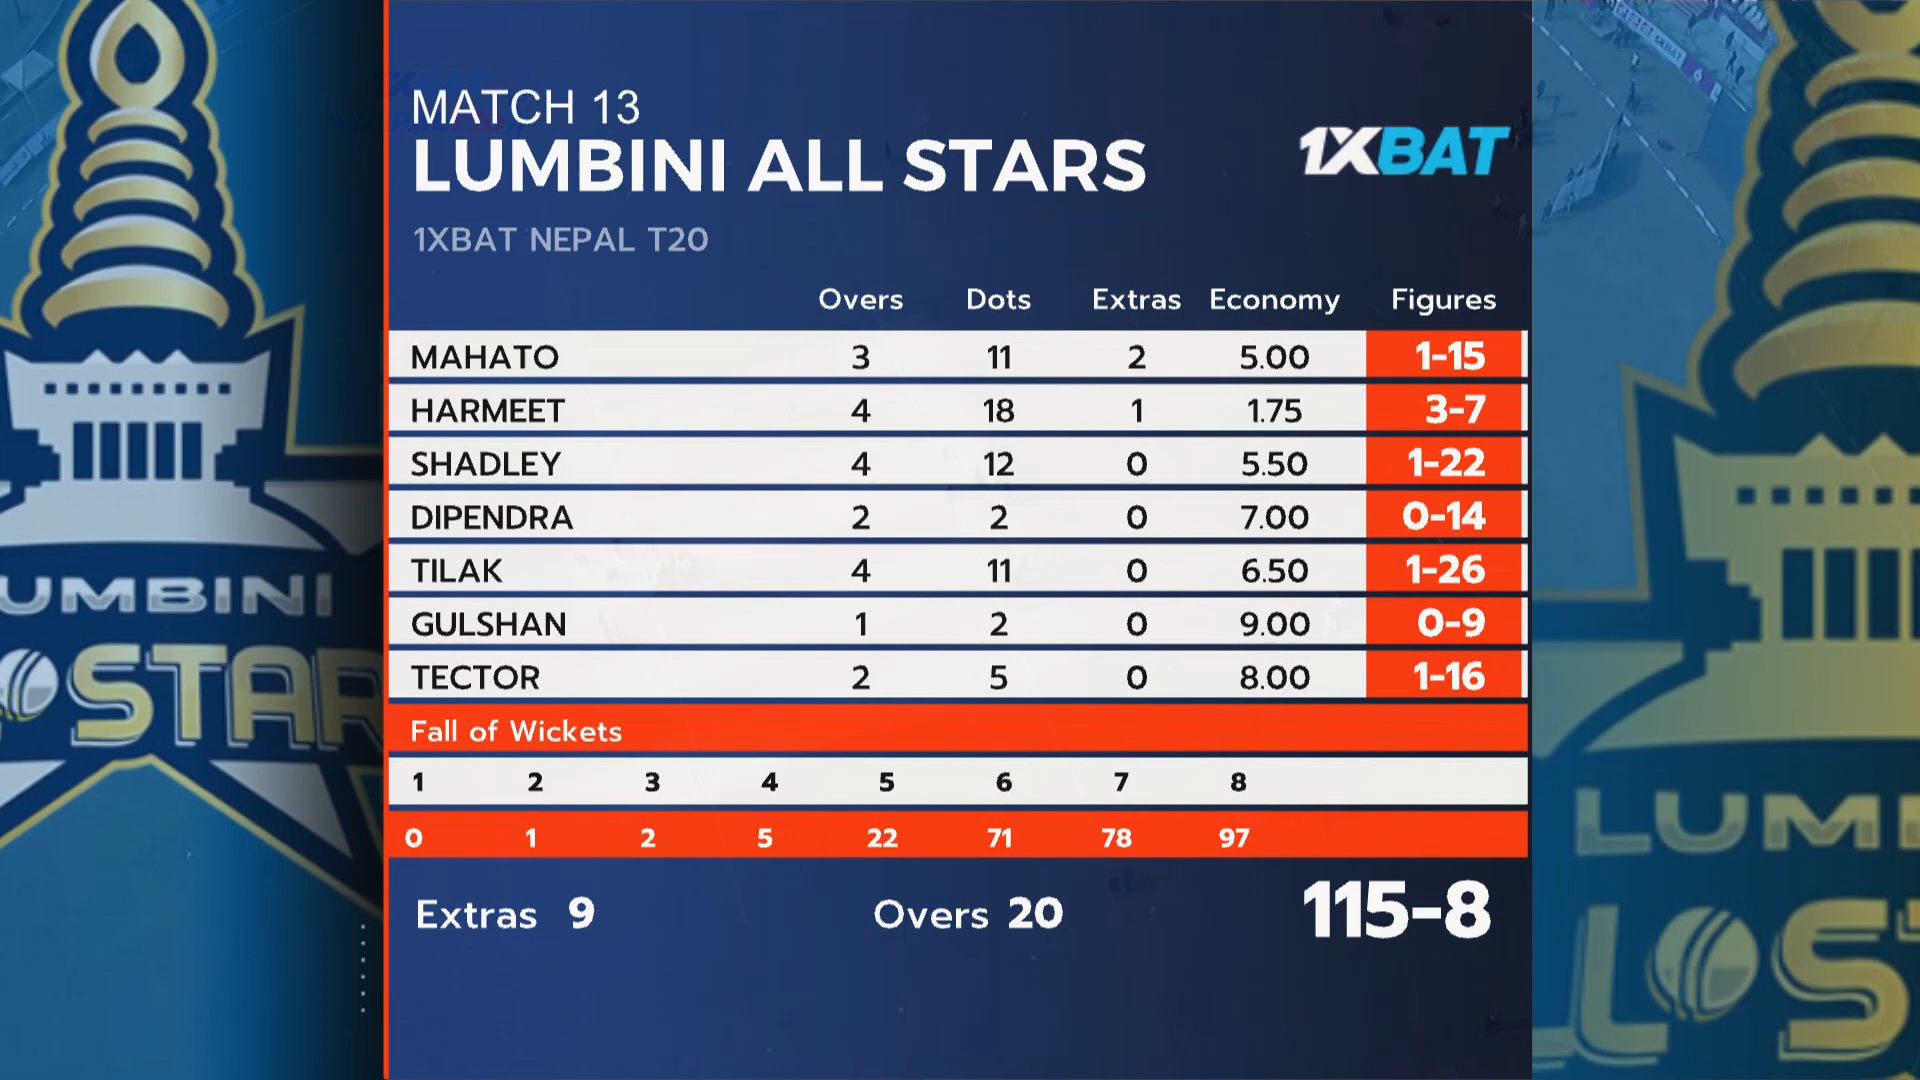 MATCH 13
LUMBINI ALL STARS
1XBAT
1XBAT NEPAL T20
Overs Dots Extras Economy Figures
MAHATO 3 11 2 5.00 1-15
HARMEET 4 18 1 1.75 3-7
SHADLEY 4 12 0 5.50 1-22
DIPENDRA 2 2 0 7.00 0-14
TILAK 4 11 0 6.50 1-26
GULSHAN 1 2 0 9.00 0-9
TECTOR 2 5 0 8.00 1-16
Fall of Wickets
1 2 3 4 5 6 7 8
0 1 2 5 22 71 78 97
Extras 9 Overs 20 115-8
UMBINI
STAR
LUMB
L S